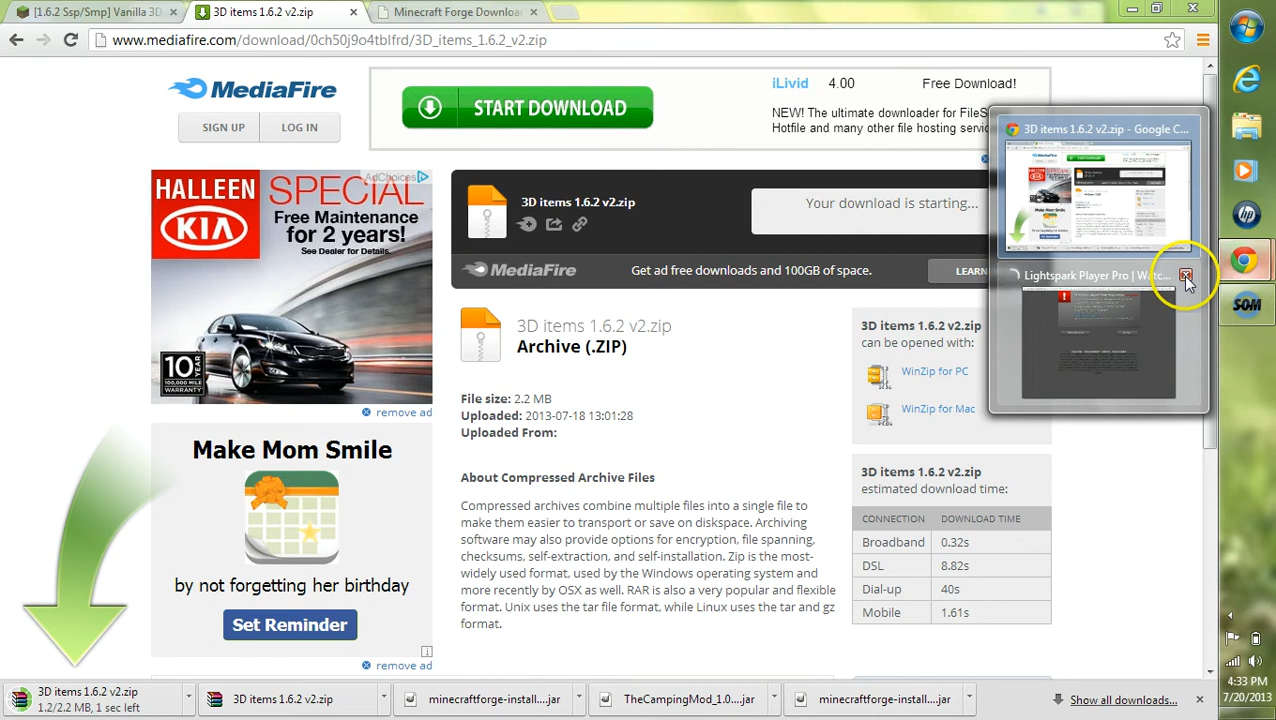 [1.6.2 Ssp/Smp] Vanilla 3D
3D items 1.6.2 v2.zip
Minecraft Forge Downloa
www.mediafire.com/download/0ch50j9o4tblfrd/3D_items_1.6.2_v2.zip
MediaFire
SIGN UP
LOG IN
START DOWNLOAD
iLivid 4.00 Free Download!
NEW! The ultimate downloader for FileS
Hotfile and many other file hosting servic
3D items 1.6.2 v2.zip - Google C...
Lightspark Player Pro | Watc...
HALLEEN
KIA
SPECIAL
Free Maintenance
for 2 years!
See Dealer for Details.
10 YEAR
100,000 MILE
WARRANTY
remove ad
3D items 1.6.2 v2.zip
Your download is starting...
MediaFire
Get ad free downloads and 100GB of space.
LEARN
3D items 1.6.2 v2.zip
Archive (.ZIP)
File size: 2.2 MB
Uploaded: 2013-07-18 13:01:28
Uploaded From:
3D items 1.6.2 v2.zip
can be opened with:
WinZip for PC
WinZip for Mac
About Compressed Archive Files
Compressed archives combine multiple files into a single file to
make them easier to transport or save on diskspace. Archiving
software may also provide options for encryption, file spanning,
checksums, self-extraction, and self-installation. Zip is the most-
widely used format, used by the Windows operating system and
more recently by OSX as well. RAR is also a very popular and flexible
format. Unix uses the tar file format, while Linux uses the tar and gz
format.
3D items 1.6.2 v2.zip
estimated download time:
CONNECTION DOWNLOAD TIME
Broadband 0.32s
DSL 8.82s
Dial-up 40s
Mobile 1.61s
Make Mom Smile
by not forgetting her birthday
Set Reminder
remove ad
3D items 1.6.2 v2.zip
1.2/2.2 MB, 1 sec left
3D items 1.6.2 v2.zip
minecraftforge-install....jar
TheCampingMod_1.0....jar
minecraftforge-install....jar
Show all downloads...
hp
SOM
4:33 PM
7/20/2013